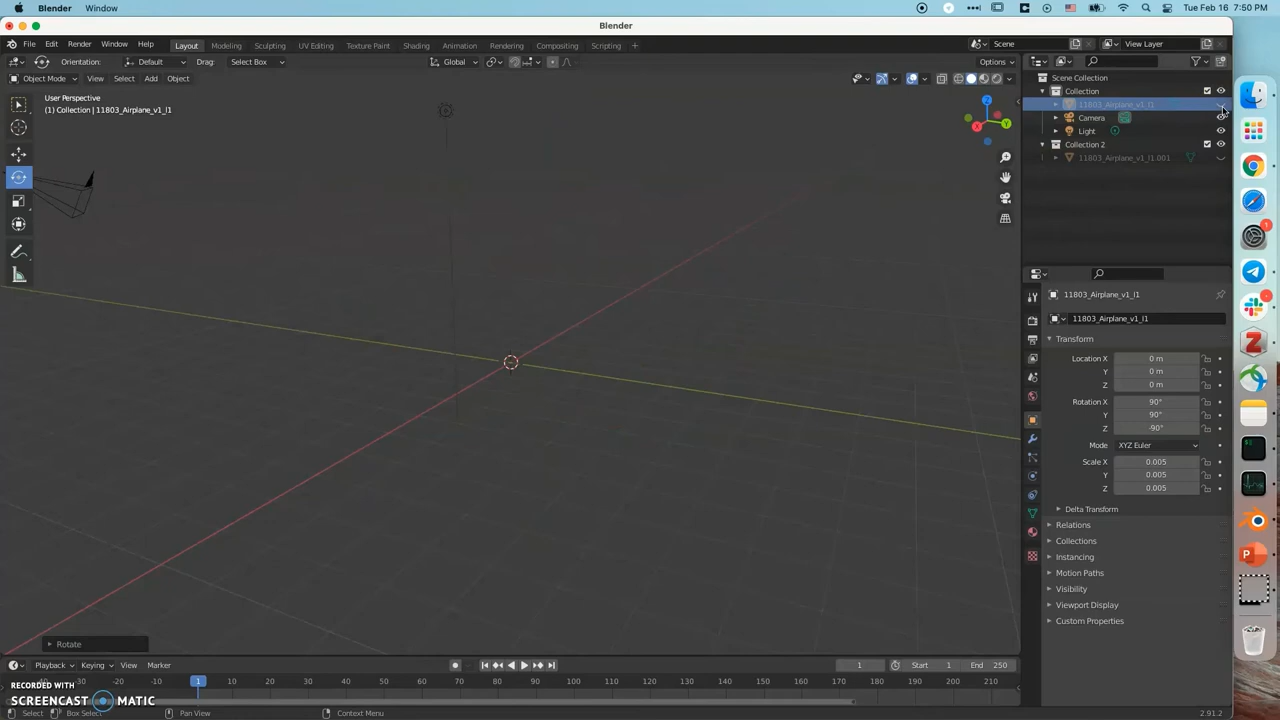 Blender Window Tue Feb 16 7:50 PM
Blender
File Edit Render Window Help Layout Modeling Sculpting UV Editing Texture Paint Shading Animation Rendering Compositing Scripting + Scene View Layer
Orientation: Default Drag: Select Box Global Options
Object Mode View Select Add Object
User Perspective
(1) Collection | 11803_Airplane_v1_l1
Z
Y
Scene Collection
Collection
11803_Airplane_v1_l1
Camera
Light
Collection 2
11803_Airplane_v1_l1.001
11803_Airplane_v1_l1
11803_Airplane_v1_l1
Transform
Location X 0 m
Y 0 m
Z 0 m
Rotation X 90°
Y 90°
Z -90°
Mode XYZ Euler
Scale X 0.005
Y 0.005
Z 0.005
Delta Transform
Relations
Collections
Instancing
Motion Paths
Visibility
Viewport Display
Custom Properties
Rotate
Playback Keying View Marker 1 Start 1 End 250
-10 1 10 20 30 40 50 60 70 80 90 100 110 120 130 140 150 160 170 180 190 200 210
RECORDED WITH
SCREENCAST MATIC
Select Box Select Pan View Context Menu 2.91.2